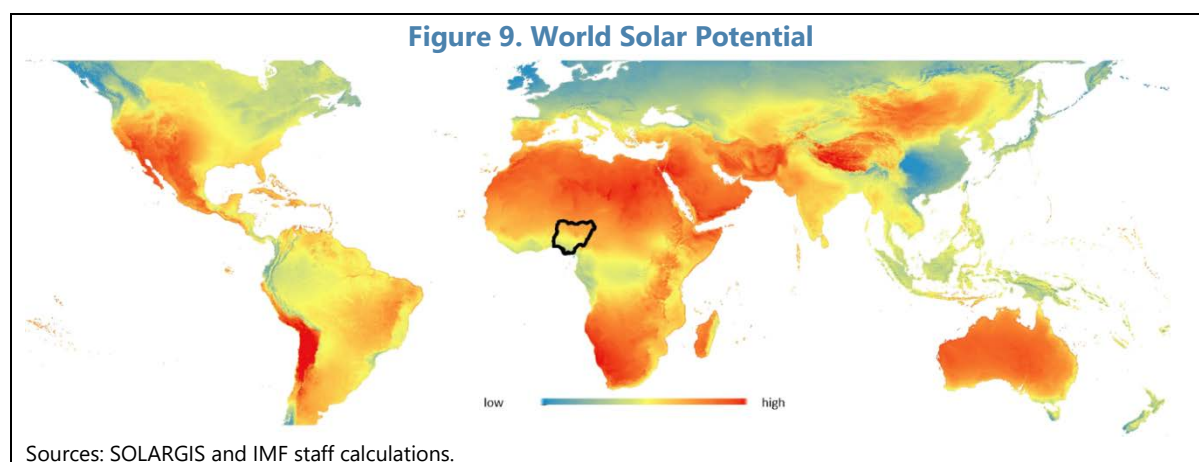 Figure 9. World Solar Potential
low high
Sources: SOLARGIS and IMF staff calculations.